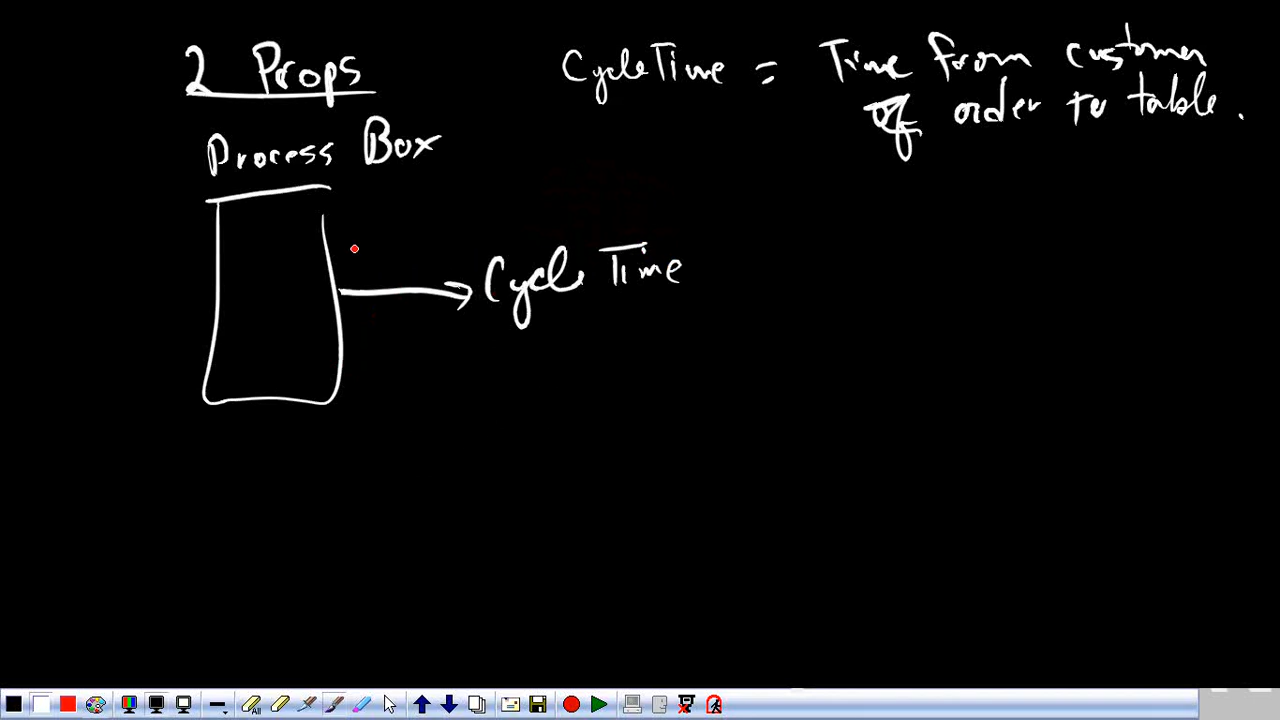 2 Props
CycleTime = Time from customer
order to table.
Process Box
Cycle Time